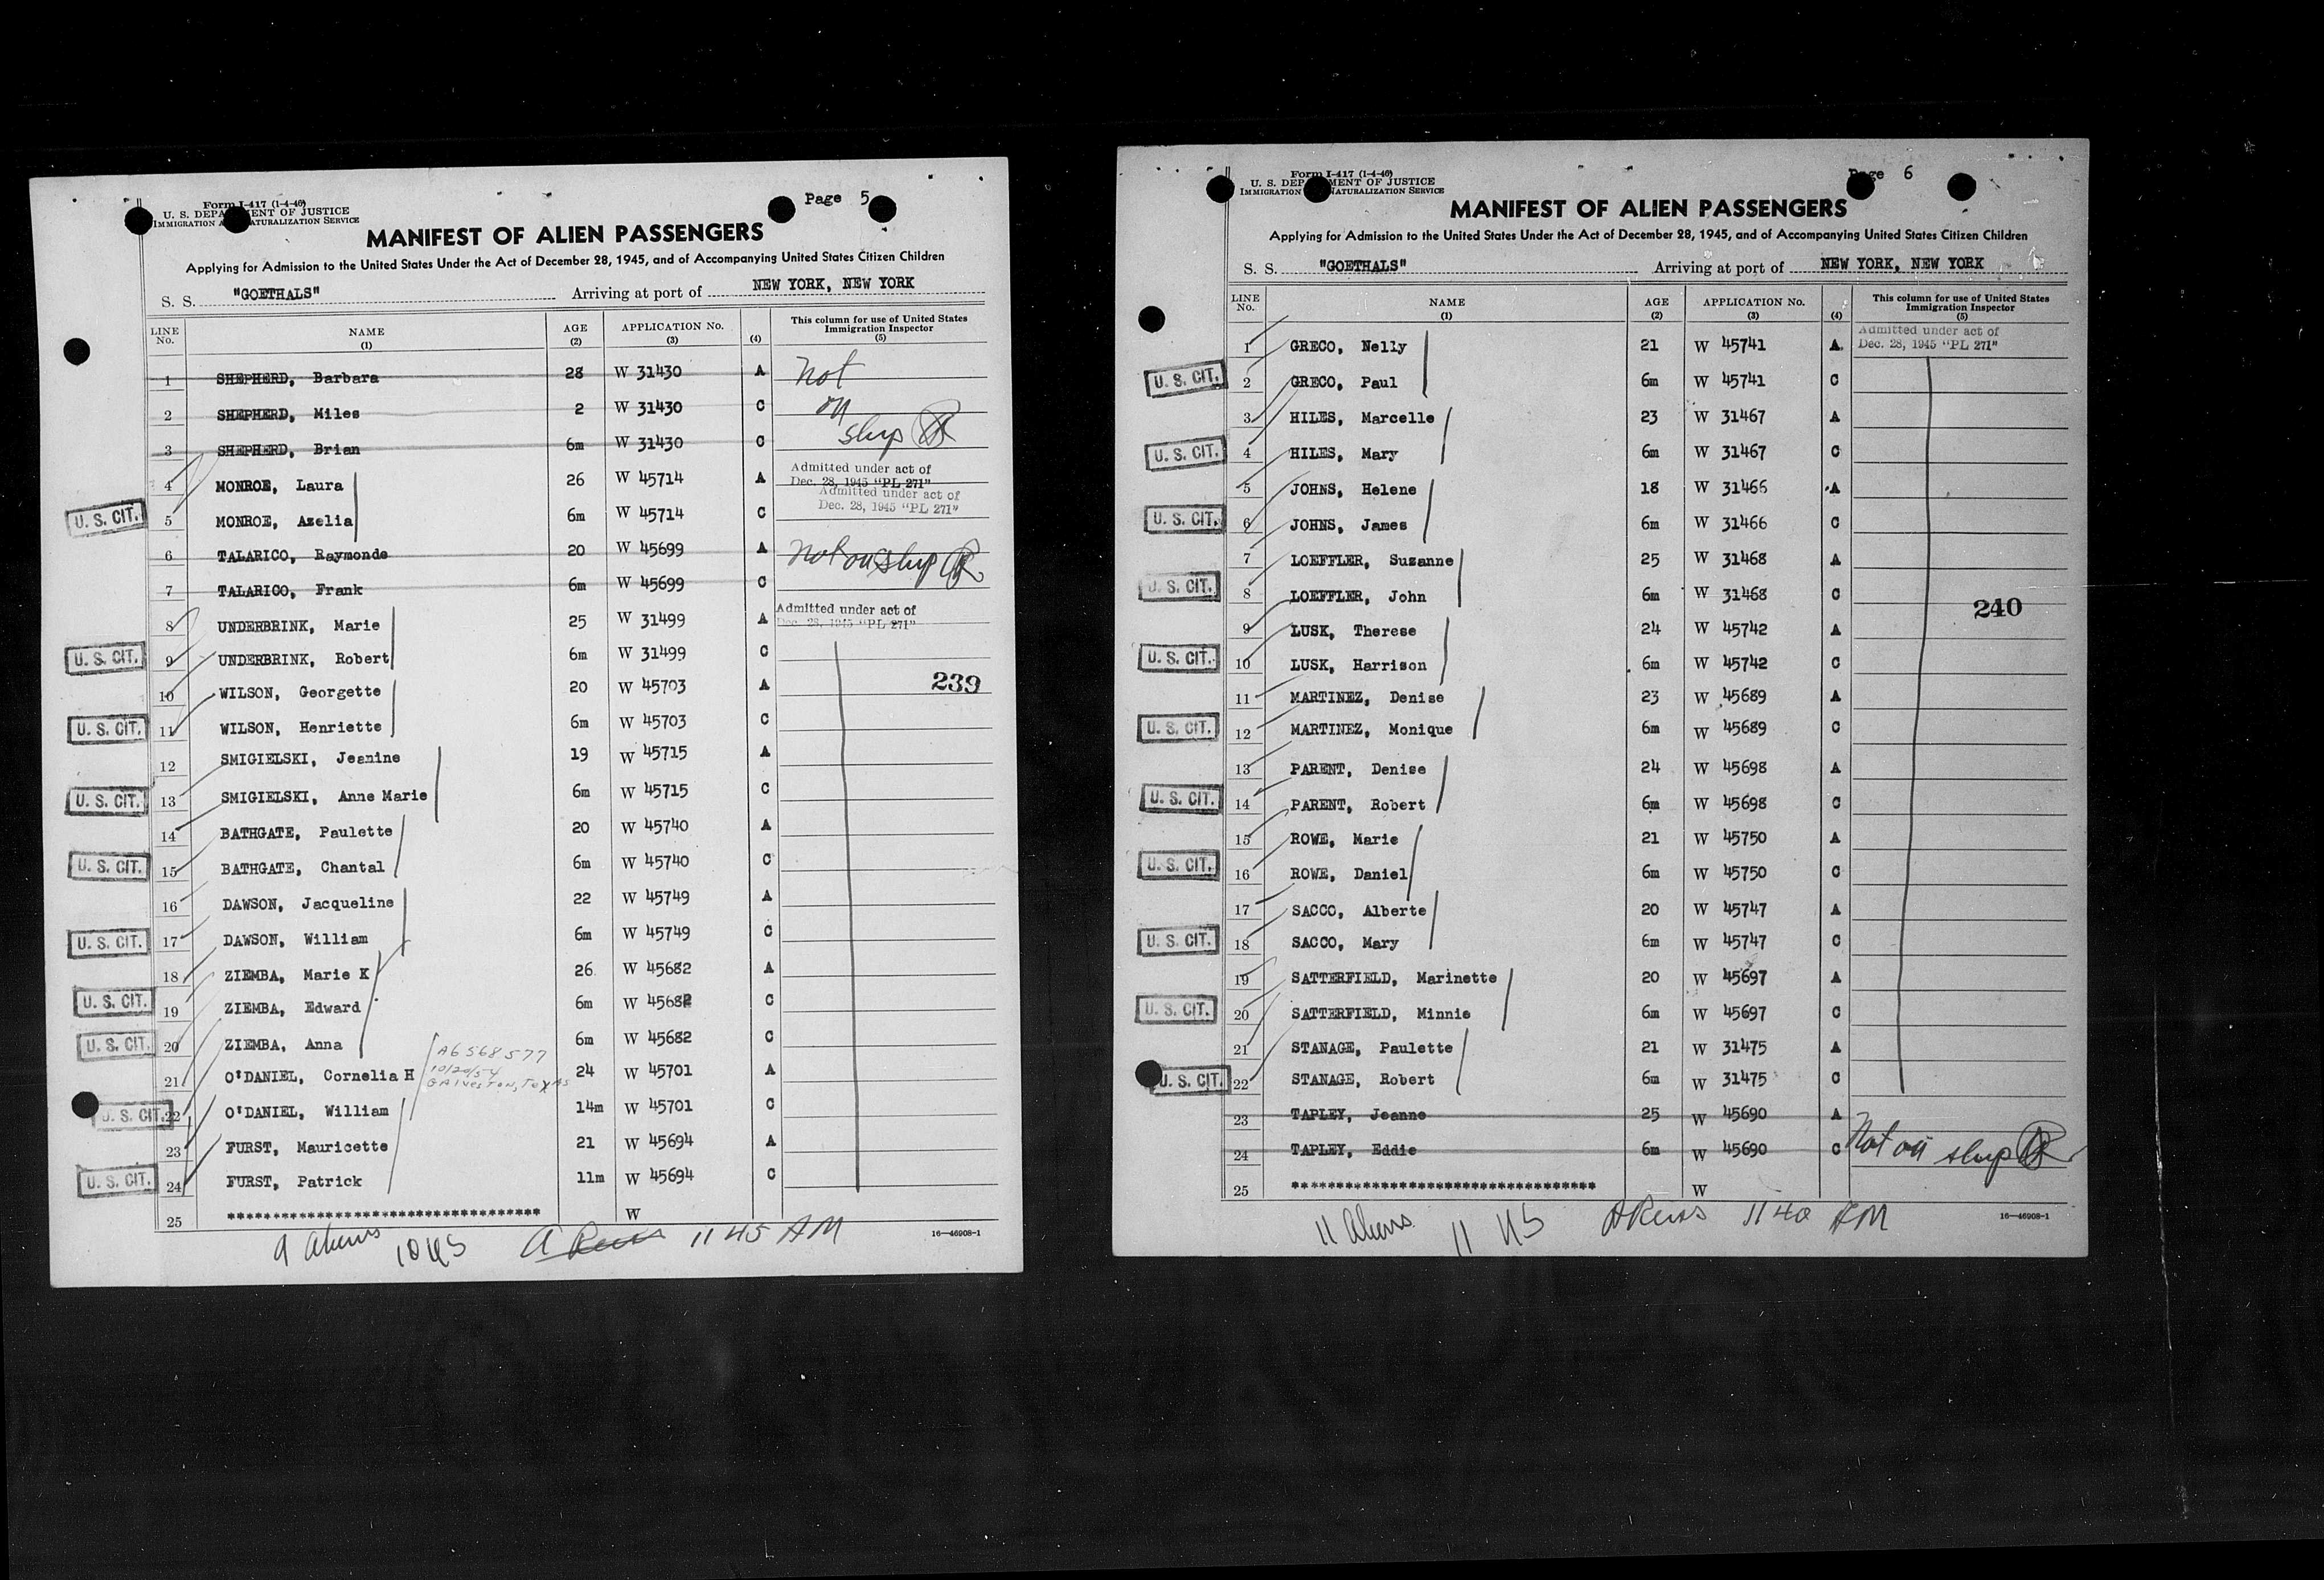 Form I-417 (1-4-46)
U. S. DEPARTMENT OF JUSTICE
IMMIGRATION AND NATURALIZATION SERVICE
Page 5
MANIFEST OF ALIEN PASSENGERS
Applying for Admission to the United States Under the Act of December 28, 1945, and of Accompanying United States Citizen Children
S. S. "GOETHALS" Arriving at port of NEW YORK, NEW YORK
LINE No. NAME (1) AGE (2) APPLICATION No. (3) (4) This column for use of United States Immigration Inspector (5)
1 SHEPHERD, Barbara 28 W 31430 A Not
2 SHEPHERD, Miles 2 W 31430 C on
3 SHEPHERD, Brian 6m W 31430 C ship
4 MONROE, Laura 26 W 45714 A Admitted under act of Dec. 28, 1945 "PL 271"
U. S. CIT. 5 MONROE, Azelia 6m W 45714 C Admitted under act of Dec. 28, 1945 "PL 271"
6 TALARICO, Raymonde 20 W 45699 A Not on ship
7 TALARICO, Frank 6m W 45699 C
8 UNDERBRINK, Marie 25 W 31499 A Admitted under act of Dec. 28, 1945 "PL 271"
U. S. CIT. 9 UNDERBRINK, Robert 6m W 31499 C
10 WILSON, Georgette 20 W 45703 A 239
U. S. CIT. 11 WILSON, Henriette 6m W 45703 C
12 SMIGIELSKI, Jeanine 19 W 45715 A
U. S. CIT. 13 SMIGIELSKI, Anne Marie 6m W 45715 C
14 BATHGATE, Paulette 20 W 45740 A
U. S. CIT. 15 BATHGATE, Chantal 6m W 45740 C
16 DAWSON, Jacqueline 22 W 45749 A
U. S. CIT. 17 DAWSON, William 6m W 45749 C
18 ZIEMBA, Marie K 26 W 45682 A
U. S. CIT. 19 ZIEMBA, Edward 6m W 45682 C
U. S. CIT. 20 ZIEMBA, Anna 6m W 45682 C
A6568577
10/20/54
GALVESTON, TEXAS
21 O'DANIEL, Cornelia H 24 W 45701 A
U. S. CIT. 22 O'DANIEL, William 14m W 45701 C
23 FURST, Mauricette 21 W 45694 A
U. S. CIT. 24 FURST, Patrick 11m W 45694 C
25 ********************************** W
9 Aliens 10 US 11 45 AM
16—46908-1
Form I-417 (1-4-46)
U. S. DEPARTMENT OF JUSTICE
IMMIGRATION AND NATURALIZATION SERVICE
Page 6
MANIFEST OF ALIEN PASSENGERS
Applying for Admission to the United States Under the Act of December 28, 1945, and of Accompanying United States Citizen Children
S. S. "GOETHALS" Arriving at port of NEW YORK, NEW YORK
LINE No. NAME (1) AGE (2) APPLICATION No. (3) (4) This column for use of United States Immigration Inspector (5)
1 GRECO, Nelly 21 W 45741 A Admitted under act of Dec. 28, 1945 "PL 271"
U. S. CIT. 2 GRECO, Paul 6m W 45741 C
3 HILES, Marcelle 23 W 31467 A
U. S. CIT. 4 HILES, Mary 6m W 31467 C
5 JOHNS, Helene 18 W 31466 A
U. S. CIT. 6 JOHNS, James 6m W 31466 C
7 LOEFFLER, Suzanne 25 W 31468 A
U. S. CIT. 8 LOEFFLER, John 6m W 31468 C 240
9 LUSK, Therese 24 W 45742 A
U. S. CIT. 10 LUSK, Harrison 6m W 45742 C
11 MARTINEZ, Denise 23 W 45689 A
U. S. CIT. 12 MARTINEZ, Monique 6m W 45689 C
13 PARENT, Denise 24 W 45698 A
U. S. CIT. 14 PARENT, Robert 6m W 45698 C
15 ROWE, Marie 21 W 45750 A
U. S. CIT. 16 ROWE, Daniel 6m W 45750 C
17 SACCO, Alberte 20 W 45747 A
U. S. CIT. 18 SACCO, Mary 6m W 45747 C
19 SATTERFIELD, Marinette 20 W 45697 A
U. S. CIT. 20 SATTERFIELD, Minnie 6m W 45697 C
21 STANAGE, Paulette 21 W 31475 A
U. S. CIT. 22 STANAGE, Robert 6m W 31475 C
23 TAPLEY, Jeanne 25 W 45690 A
24 TAPLEY, Eddie 6m W 45690 C Not on ship
25 ********************************** W
11 Aliens 11 US 11 40 AM
16—46908-1